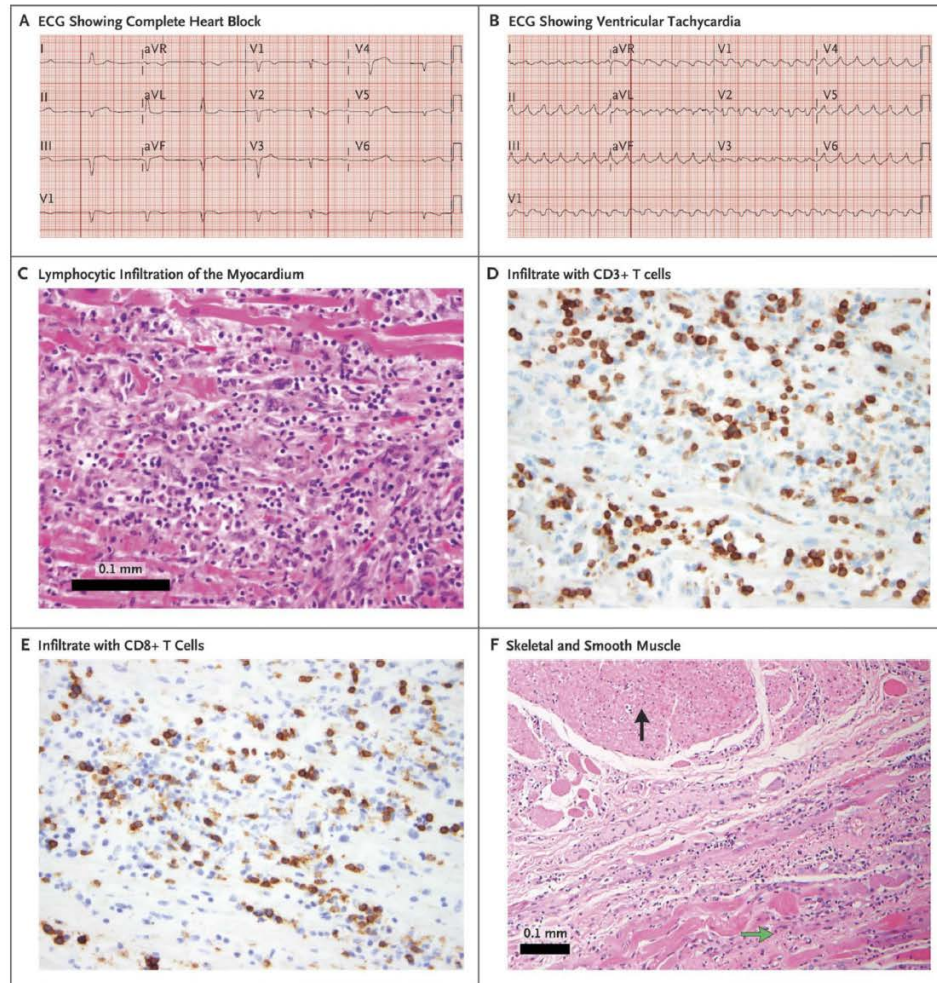 A ECG Showing Complete Heart Block
I aVR V1 V4
II aVL V2 V5
III aVF V3 V6
V1
B ECG Showing Ventricular Tachycardia
I aVR V1 V4
II aVL V2 V5
III aVF V3 V6
V1
C Lymphocytic Infiltration of the Myocardium
0.1 mm
D Infiltrate with CD3+ T cells
E Infiltrate with CD8+ T Cells
F Skeletal and Smooth Muscle
0.1 mm